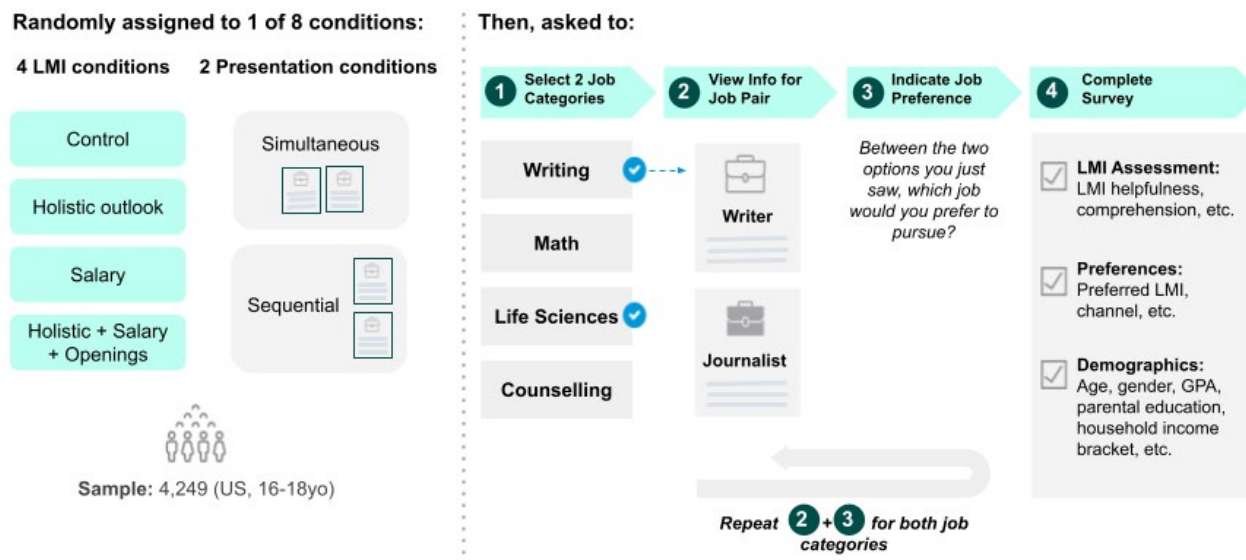 Randomly assigned to 1 of 8 conditions:
4 LMI conditions
2 Presentation conditions
Control
Holistic outlook
Salary
Holistic + Salary
+ Openings
Simultaneous
Sequential
Sample: 4,249 (US, 16-18yo)
Then, asked to:
1 Select 2 Job
Categories
2 View Info for
Job Pair
3 Indicate Job
Preference
4 Complete
Survey
Writing
Math
Life Sciences
Counselling
Writer
Journalist
Between the two
options you just
saw, which job
would you prefer to
pursue?
Repeat 2 + 3 for both job
categories
LMI Assessment:
LMI helpfulness,
comprehension, etc.
Preferences:
Preferred LMI,
channel, etc.
Demographics:
Age, gender, GPA,
parental education,
household income
bracket, etc.